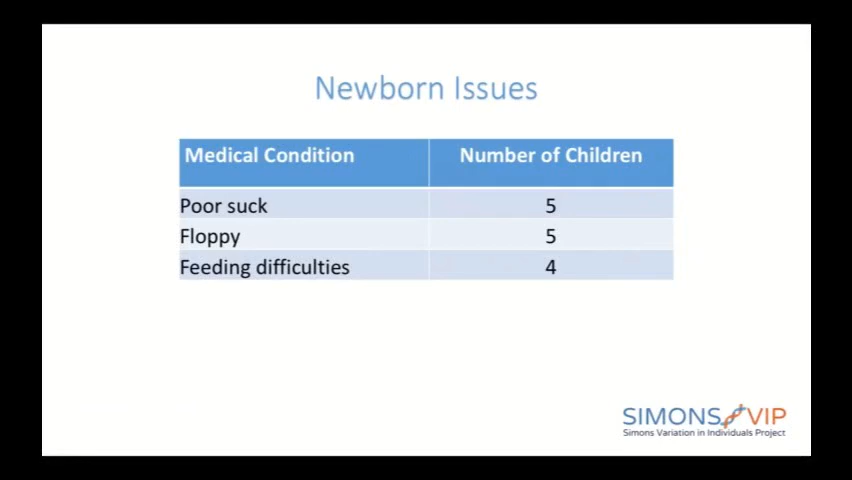 Newborn Issues
Medical Condition Number of Children
Poor suck 5
Floppy 5
Feeding difficulties 4
SIMONS VIP
Simons Variation in Individuals Project